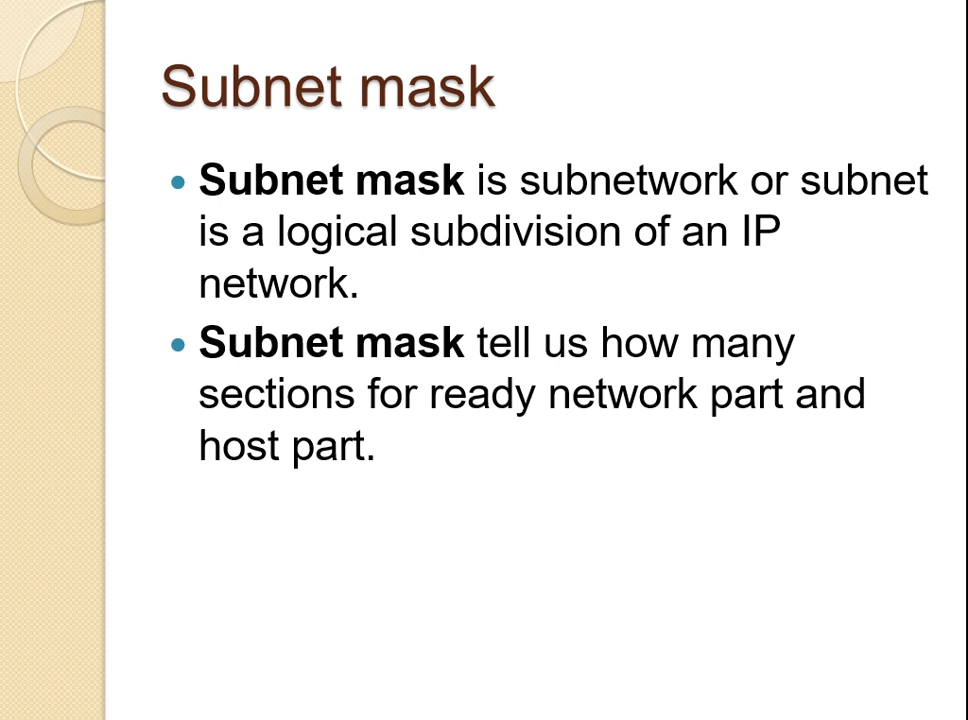 Subnet mask
Subnet mask is subnetwork or subnet
is a logical subdivision of an IP
network.
Subnet mask tell us how many
sections for ready network part and
host part.